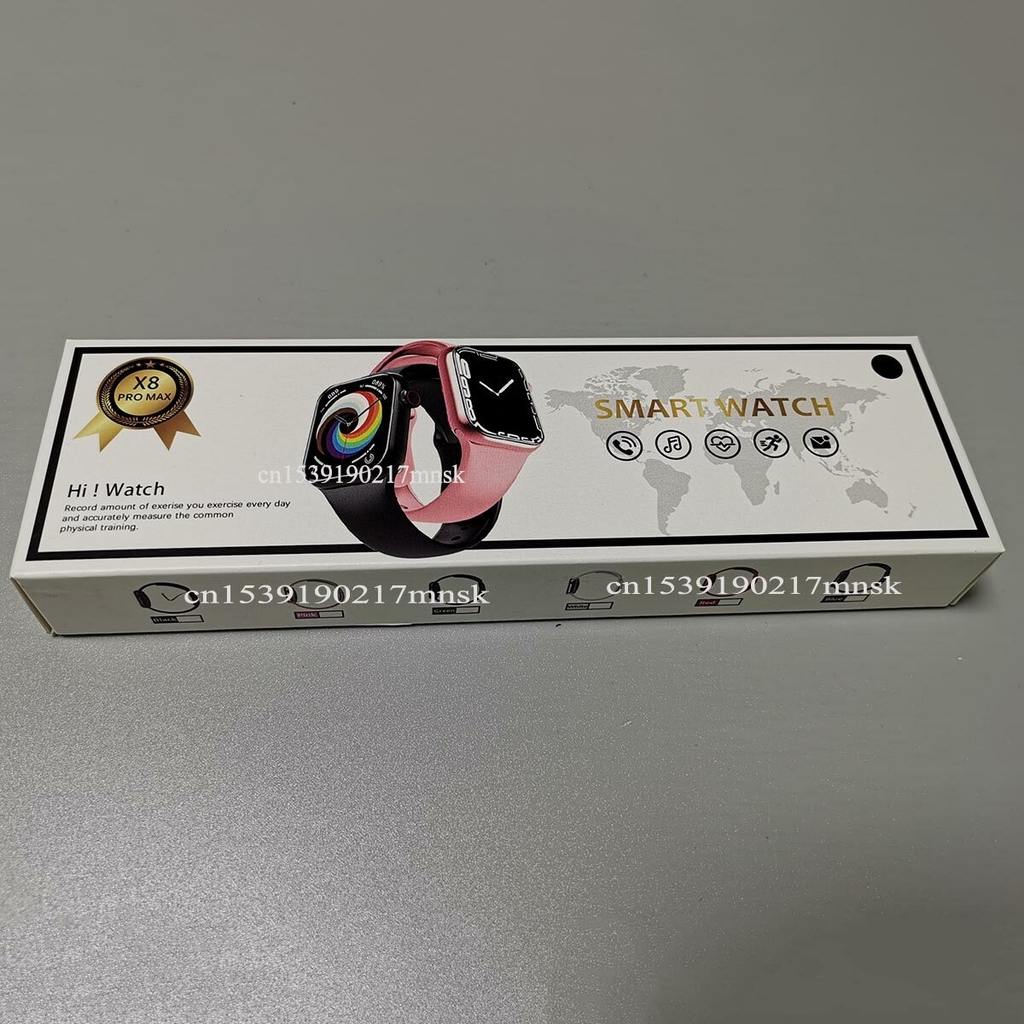 X8
PRO MAX
SMART WATCH
cn1539190217mnsk
Hi ! Watch
Record amount of exerise you exercise every day
and accurately measure the common
physical training.
cn1539190217mnsk
cn1539190217mnsk
Black
Pink
Green
Red
Blue